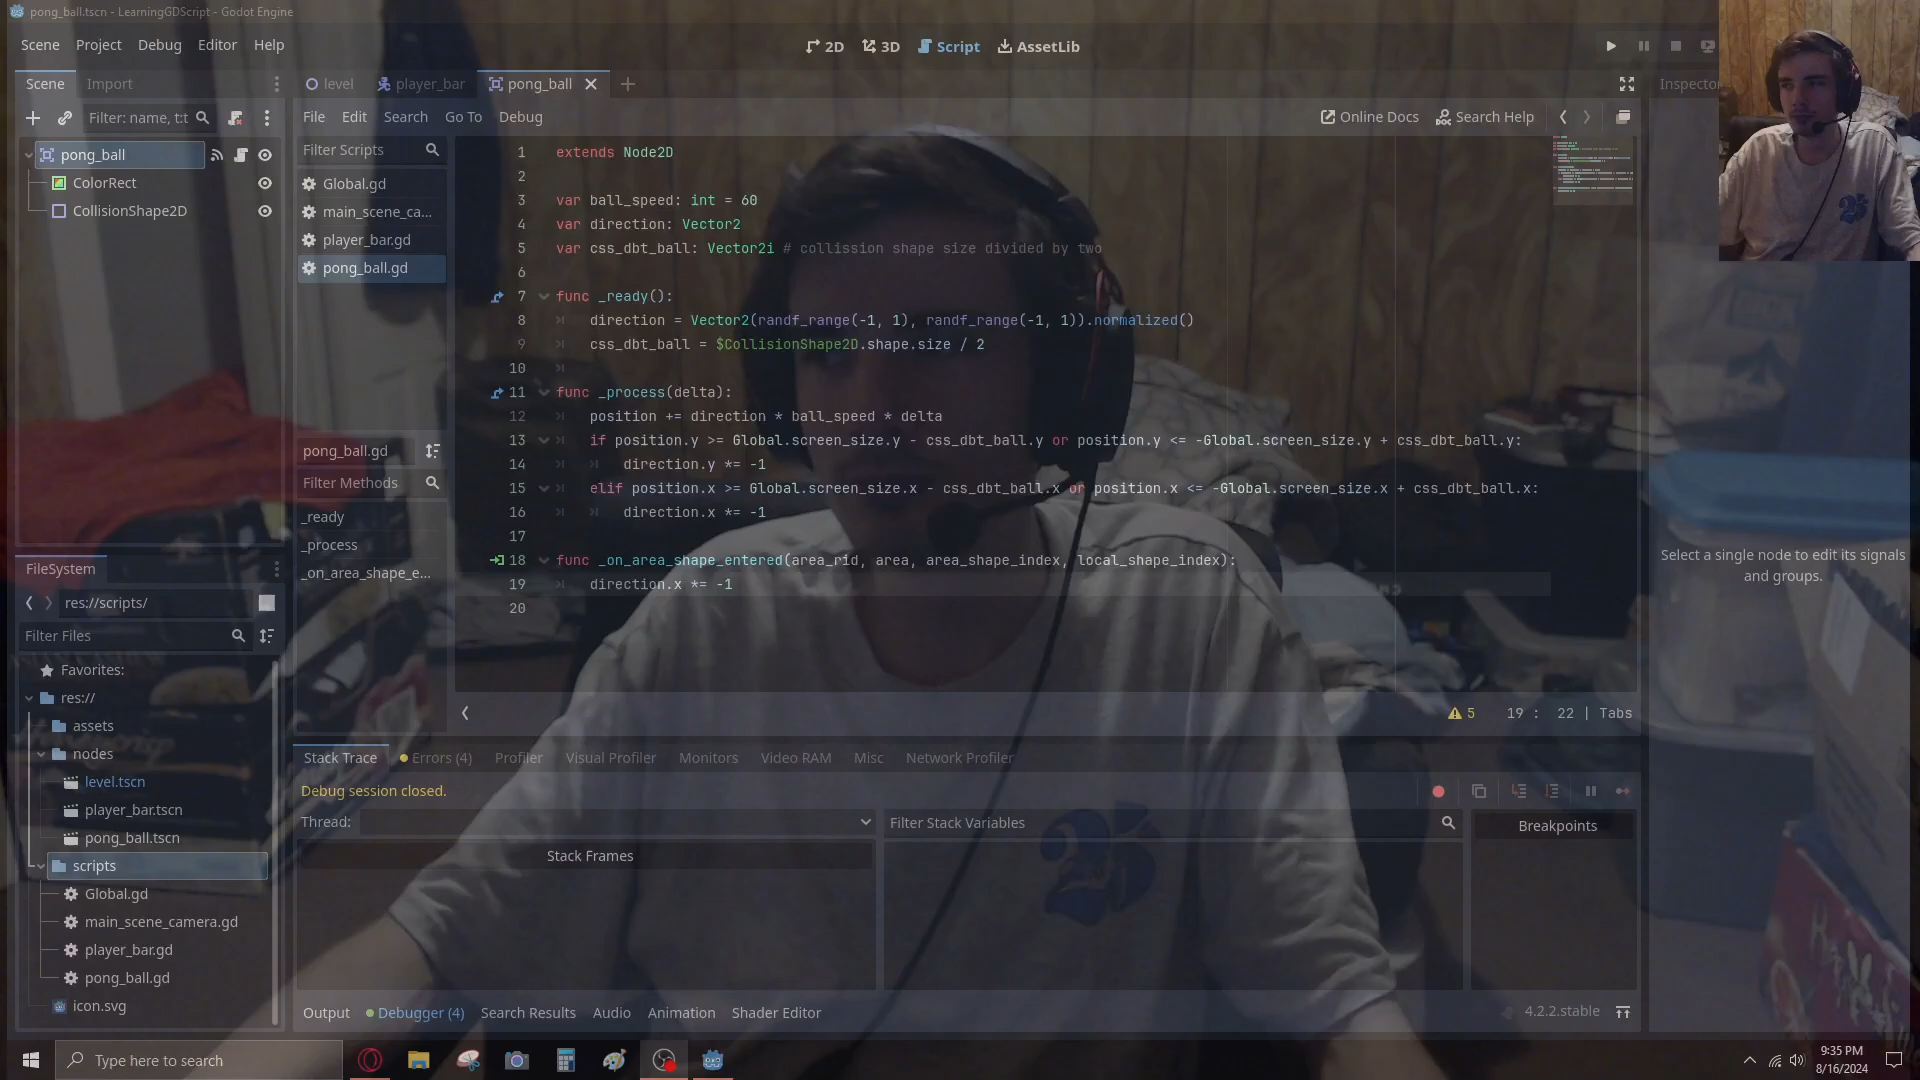 pong_ball.tscn - LearningGDScript - Godot Engine
Scene Project Debug Editor Help
2D 3D Script AssetLib
Scene Import
level player_bar pong_ball
Inspector
Filter: name, t:t
File Edit Search Go To Debug
Online Docs Search Help
pong_ball
ColorRect
CollisionShape2D
Filter Scripts
Global.gd
main_scene_ca...
player_bar.gd
pong_ball.gd
pong_ball.gd
Filter Methods
_ready
_process
_on_area_shape_e...
1 extends Node2D
2
3 var ball_speed: int = 60
4 var direction: Vector2
5 var css_dbt_ball: Vector2i # collission shape size divided by two
6
7 func _ready():
8 direction = Vector2(randf_range(-1, 1), randf_range(-1, 1)).normalized()
9 css_dbt_ball = $CollisionShape2D.shape.size / 2
10
11 func _process(delta):
12 position += direction * ball_speed * delta
13 if position.y >= Global.screen_size.y - css_dbt_ball.y or position.y <= -Global.screen_size.y + css_dbt_ball.y:
14 direction.y *= -1
15 elif position.x >= Global.screen_size.x - css_dbt_ball.x or position.x <= -Global.screen_size.x + css_dbt_ball.x:
16 direction.x *= -1
17
18 func _on_area_shape_entered(area_rid, area, area_shape_index, local_shape_index):
19 direction.x *= -1
20
5 19 : 22 | Tabs
Select a single node to edit its signals
and groups.
FileSystem
res://scripts/
Filter Files
Favorites:
res://
assets
nodes
level.tscn
player_bar.tscn
pong_ball.tscn
scripts
Global.gd
main_scene_camera.gd
player_bar.gd
pong_ball.gd
icon.svg
Stack Trace Errors (4) Profiler Visual Profiler Monitors Video RAM Misc Network Profiler
Debug session closed.
Thread:
Filter Stack Variables
Breakpoints
Stack Frames
Output Debugger (4) Search Results Audio Animation Shader Editor
4.2.2.stable
Type here to search
9:35 PM
8/16/2024